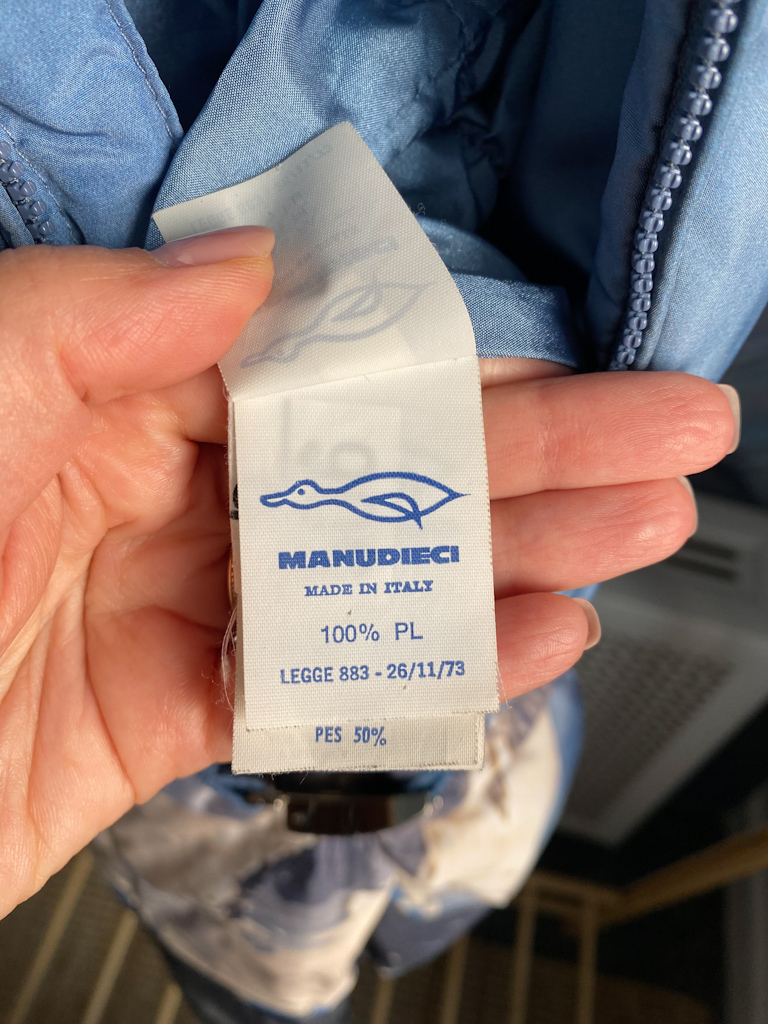 MANUDIECI
MADE IN ITALY
100% PL
LEGGE 883 - 26/11/73
PES 50%